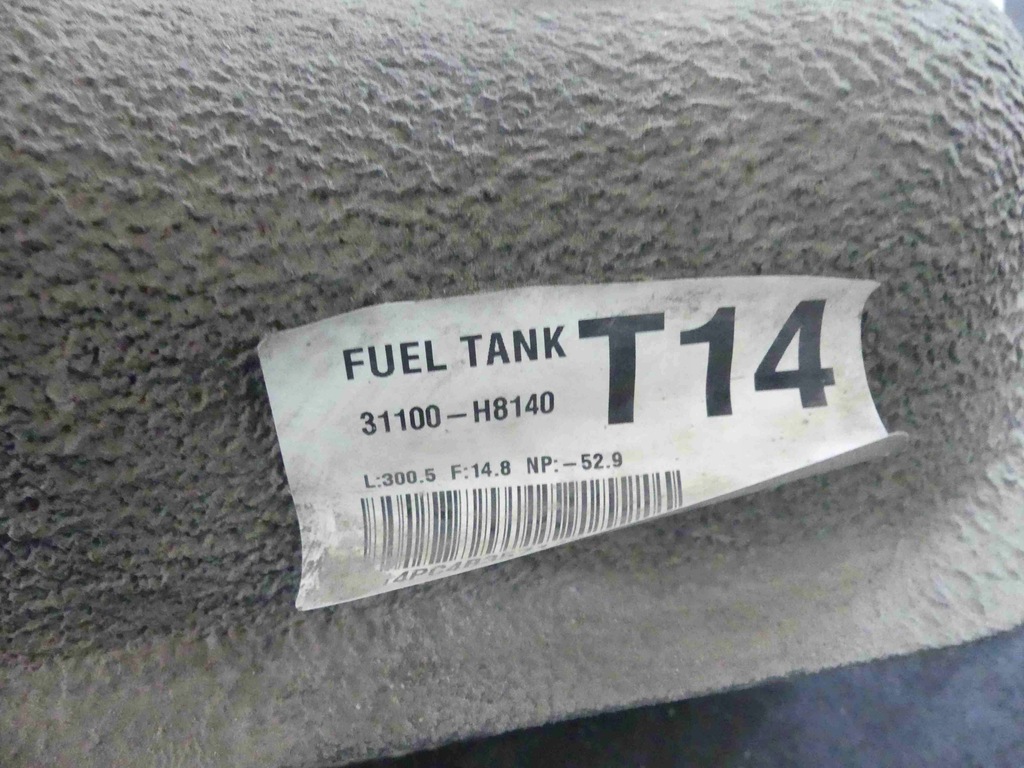 FUEL TANK T14
31100-H8140
L:300.5 F:14.8 NP:-52.9